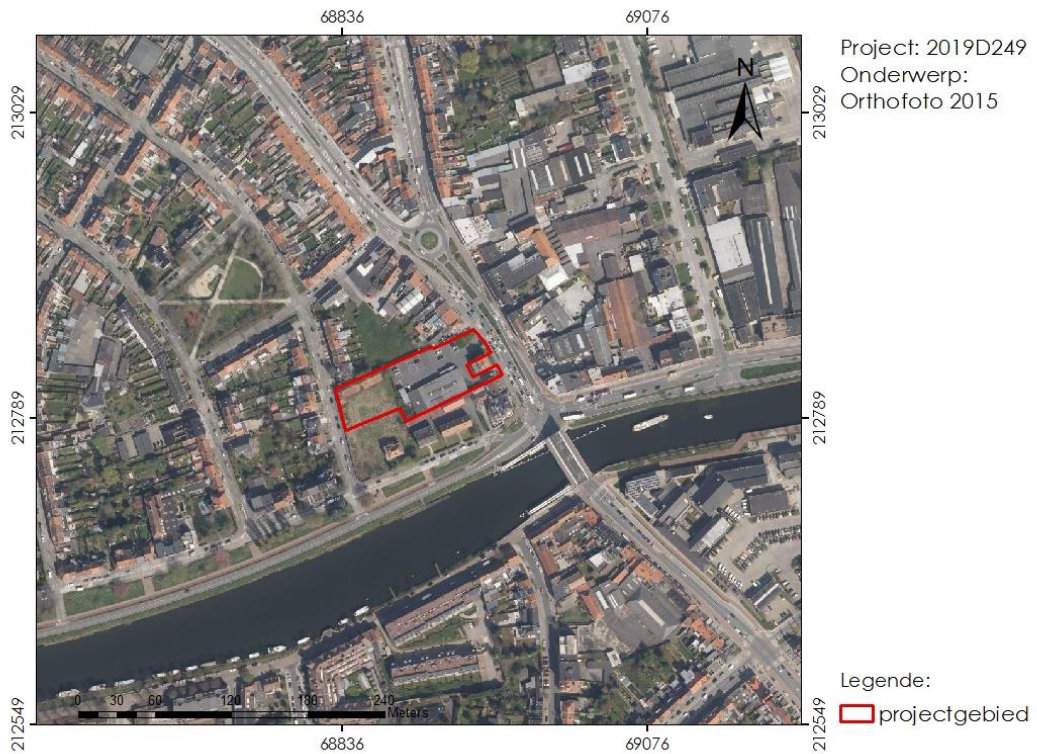 68836 69076
Project: 2019D249
Onderwerp:
Orthofoto 2015
N
213029 213029
212789 212789
Legende:
projectgebied
0 30 60 120 180 240
Meters
212549 212549
68836 69076